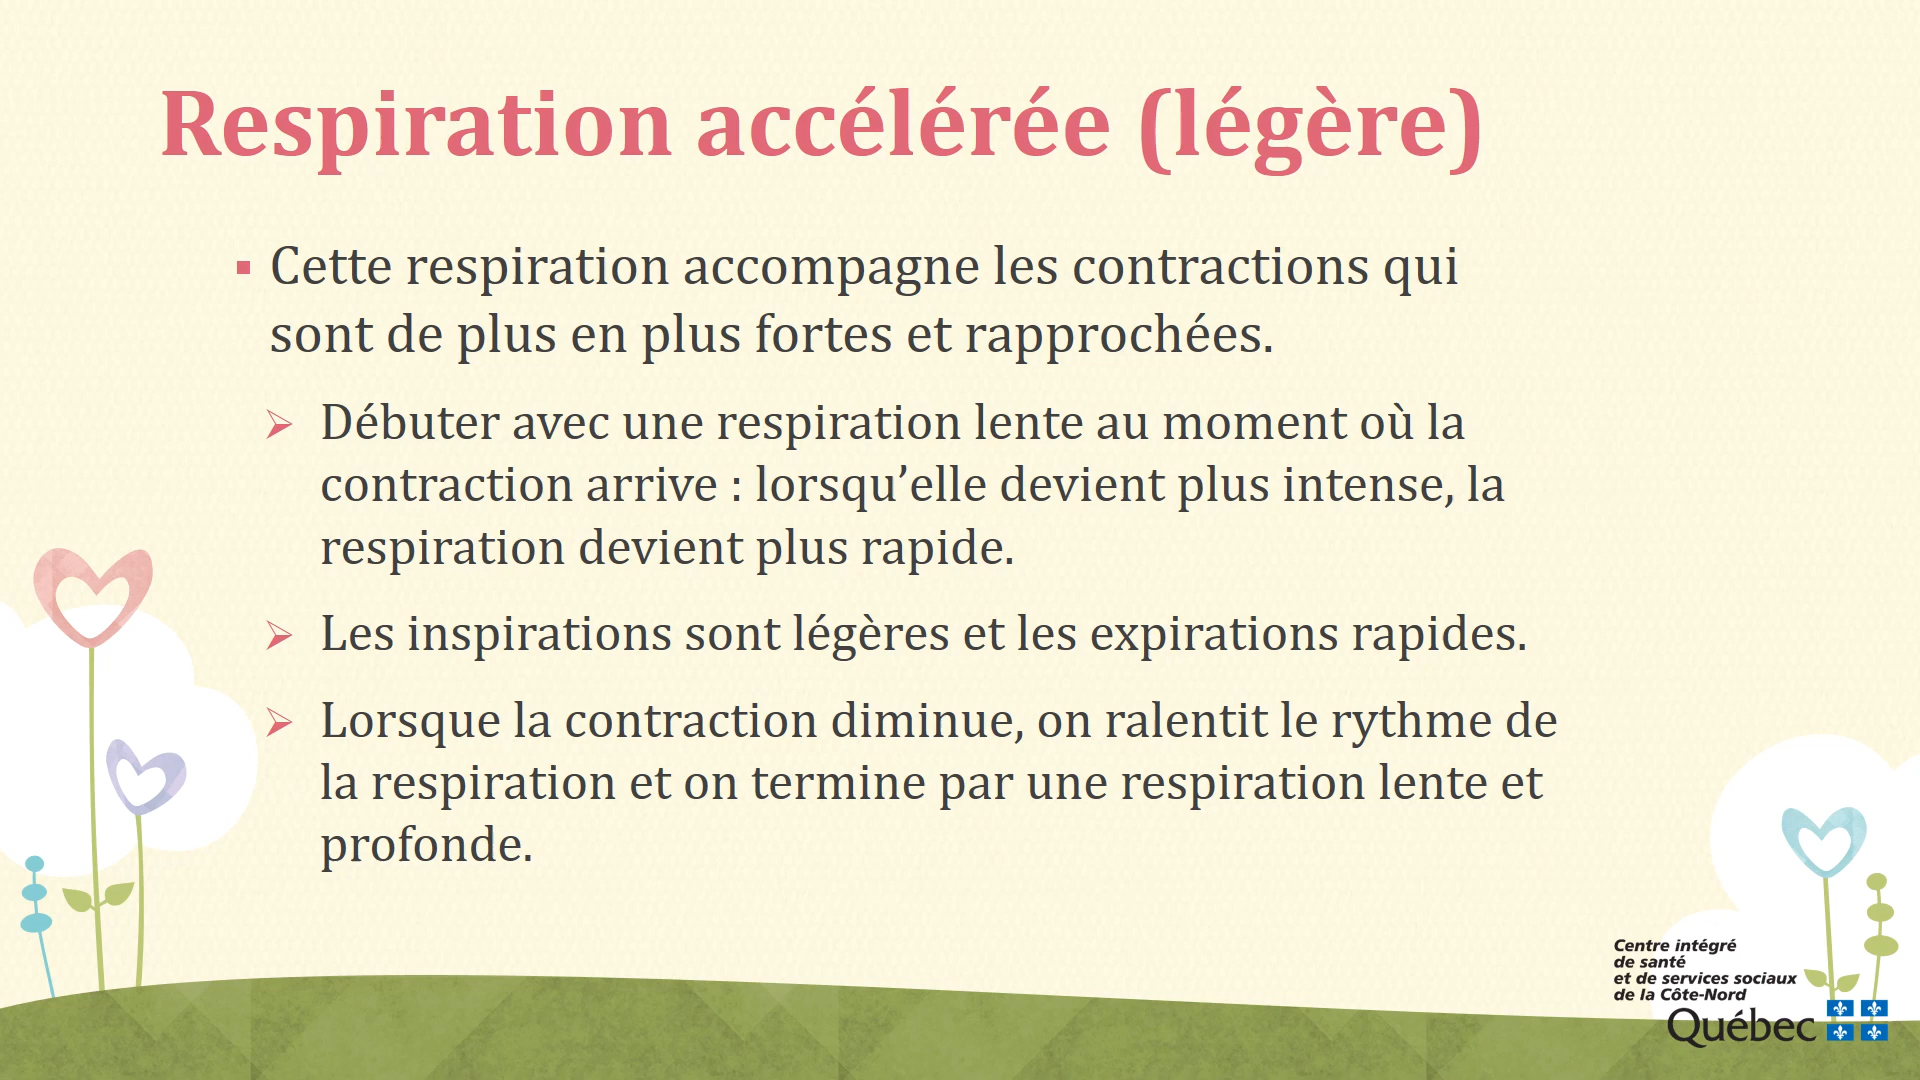 Respiration accélérée (légère)
▪ Cette respiration accompagne les contractions qui
sont de plus en plus fortes et rapprochées.
➢ Débuter avec une respiration lente au moment où la
contraction arrive : lorsqu’elle devient plus intense, la
respiration devient plus rapide.
➢ Les inspirations sont légères et les expirations rapides.
➢ Lorsque la contraction diminue, on ralentit le rythme de
la respiration et on termine par une respiration lente et
profonde.
Centre intégré
de santé
et de services sociaux
de la Côte-Nord
Québec